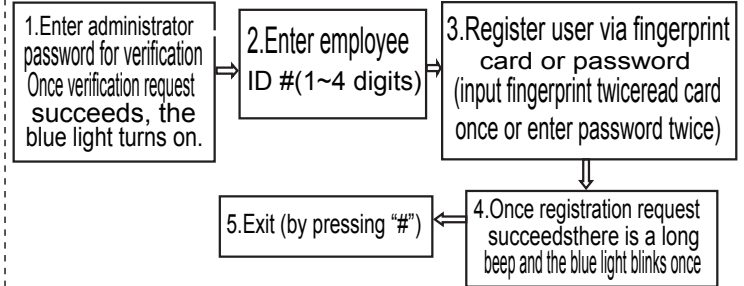 1.Enter administrator
password for verification
Once verification request
succeeds, the
blue light turns on.
2.Enter employee
ID #(1~4 digits)
3.Register user via fingerprint
card or password
(input fingerprint twiceread card
once or enter password twice)
4.Once registration request
succeedsthere is a long
beep and the blue light blinks once
5.Exit (by pressing “#”)